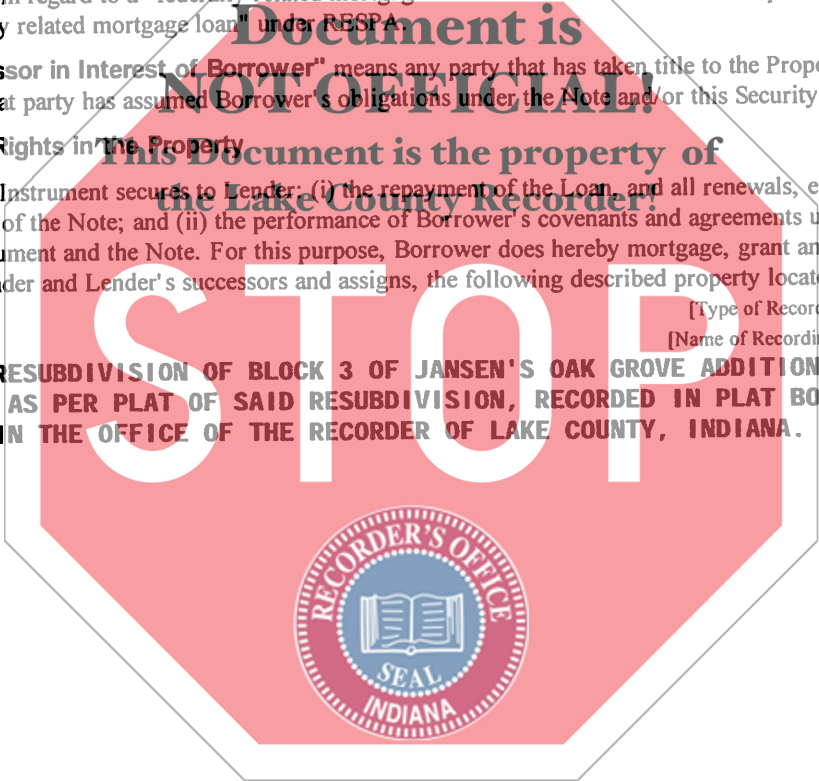 y related mortgage loan" under RESPA.
Document is
ssor in Interest of Borrower" means any party that has taken title to the Prope
NOT OFFICIAL!
at party has assumed Borrower's obligations under the Note and/or this Security
Rights in the Property
This Document is the property of
Instrument secures to Lender: (i) the repayment of the Loan, and all renewals, e
the Lake County Recorder!
of the Note; and (ii) the performance of Borrower's covenants and agreements u
ument and the Note. For this purpose, Borrower does hereby mortgage, grant an
der and Lender's successors and assigns, the following described property locate
[Type of Record
[Name of Recordin
STOP
RESUBDIVISION OF BLOCK 3 OF JANSEN'S OAK GROVE ADDITION
AS PER PLAT OF SAID RESUBDIVISION, RECORDED IN PLAT BO
IN THE OFFICE OF THE RECORDER OF LAKE COUNTY, INDIANA.
RECORDER'S OFFICE
SEAL
INDIANA